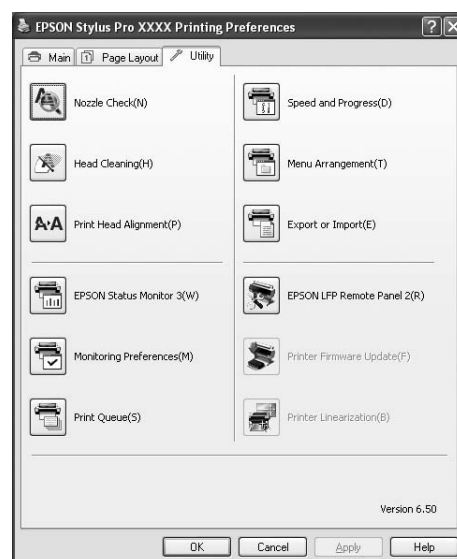 EPSON Stylus Pro XXXX Printing Preferences
Main
Page Layout
Utility
Nozzle Check(N)
Speed and Progress(D)
Head Cleaning(H)
Menu Arrangement(T)
A A
Print Head Alignment(P)
Export or Import(E)
EPSON Status Monitor 3(W)
EPSON LFP Remote Panel 2(R)
Monitoring Preferences(M)
Printer Firmware Update(F)
Print Queue(S)
Printer Linearization(B)
Version 6.50
OK
Cancel
Apply
Help